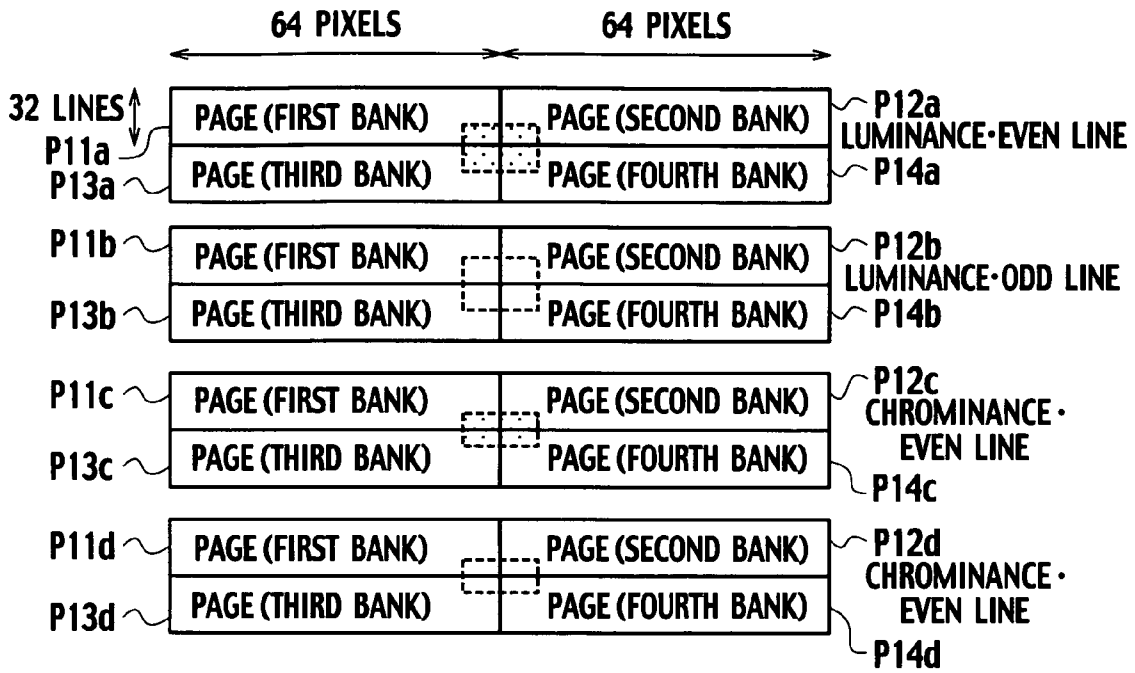 64 PIXELS 64 PIXELS
32 LINES
PAGE (FIRST BANK) PAGE (SECOND BANK) P12a
P11a LUMINANCE·EVEN LINE
P13a PAGE (THIRD BANK) PAGE (FOURTH BANK) P14a
P11b PAGE (FIRST BANK) PAGE (SECOND BANK) P12b
LUMINANCE·ODD LINE
P13b PAGE (THIRD BANK) PAGE (FOURTH BANK) P14b
P11c PAGE (FIRST BANK) PAGE (SECOND BANK) P12c
CHROMINANCE·
EVEN LINE
P13c PAGE (THIRD BANK) PAGE (FOURTH BANK)
P14c
P11d PAGE (FIRST BANK) PAGE (SECOND BANK) P12d
CHROMINANCE·
EVEN LINE
P13d PAGE (THIRD BANK) PAGE (FOURTH BANK)
P14d